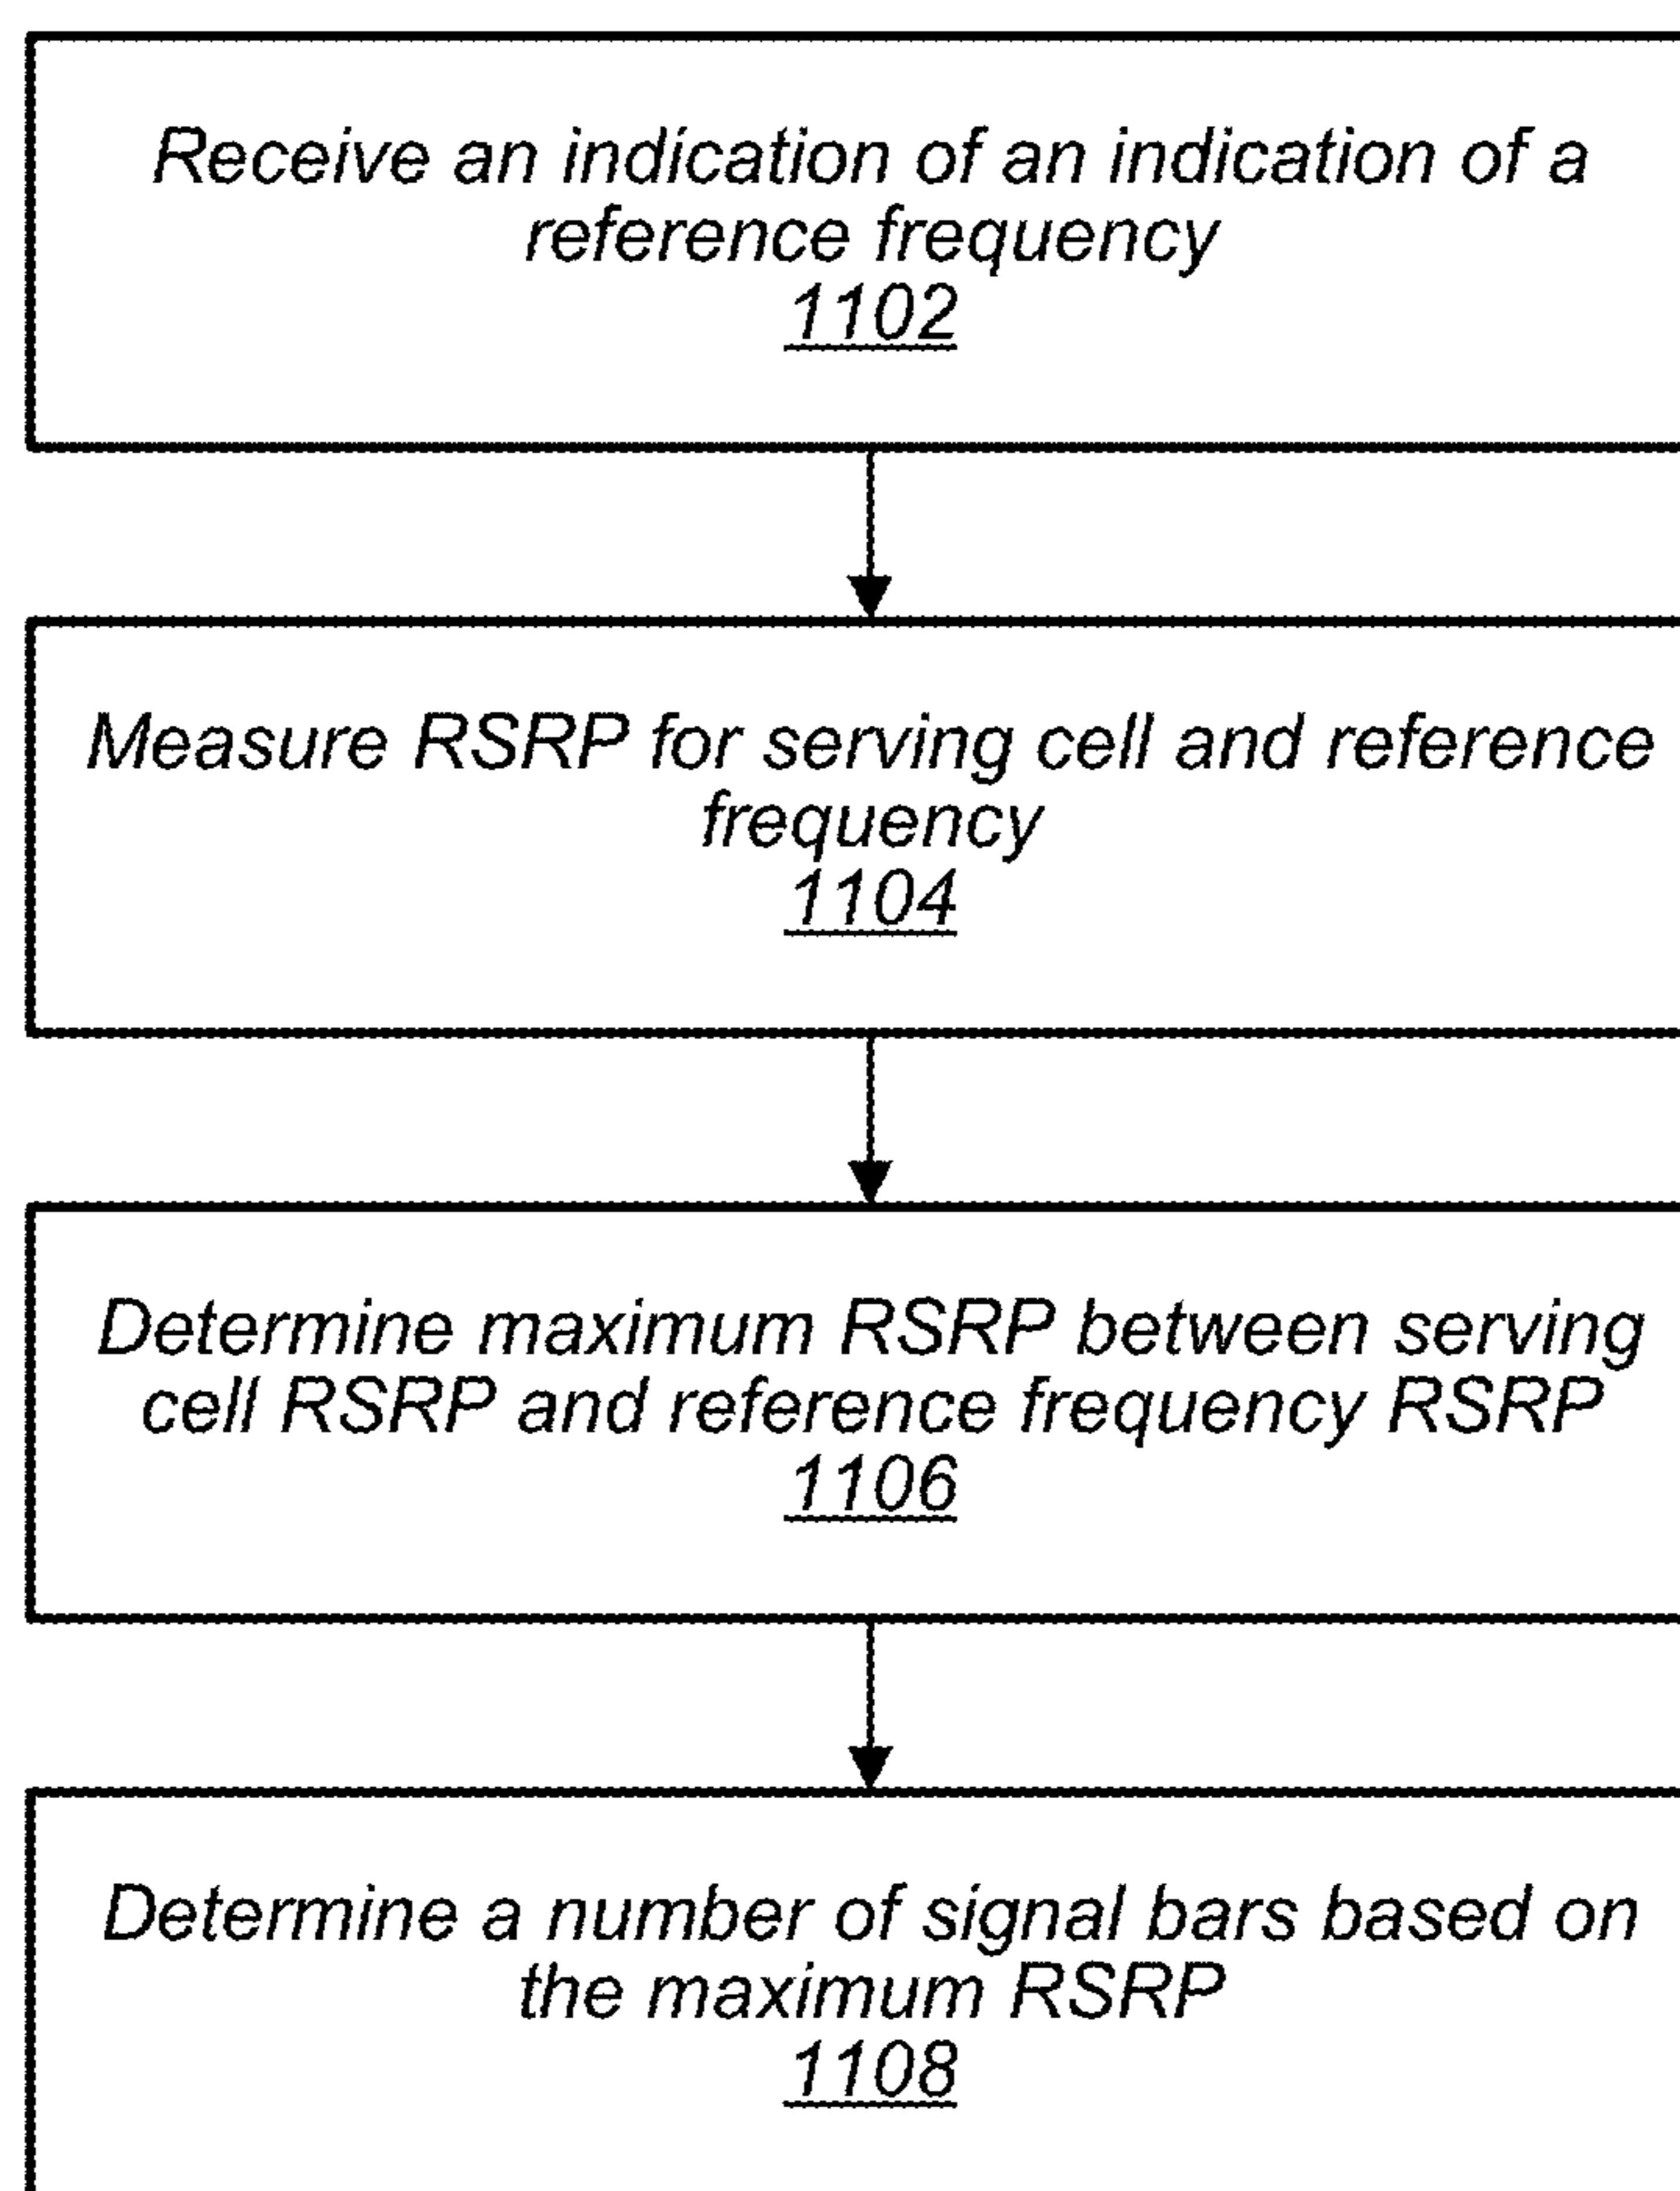 Receive an indication of an indication of a
reference frequency
1102
Measure RSRP for serving cell and reference
frequency
1104
Determine maximum RSRP between serving
cell RSRP and reference frequency RSRP
1106
Determine a number of signal bars based on
the maximum RSRP
1108